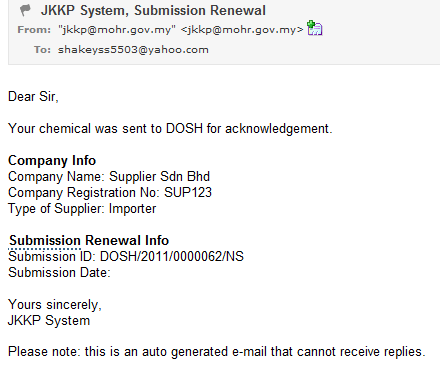 JKKP System, Submission Renewal
From: "jkkp@mohr.gov.my" <jkkp@mohr.gov.my>
To: shakeyss5503@yahoo.com
Dear Sir,
Your chemical was sent to DOSH for acknowledgement.
Company Info
Company Name: Supplier Sdn Bhd
Company Registration No: SUP123
Type of Supplier: Importer
Submission Renewal Info
Submission ID: DOSH/2011/0000062/NS
Submission Date:
Yours sincerely,
JKKP System
Please note: this is an auto generated e-mail that cannot receive replies.